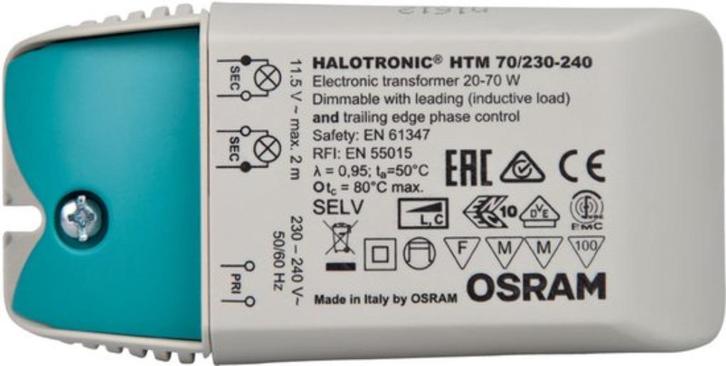 HALOTRONIC® HTM 70/230-240
Electronic transformer 20-70 W
Dimmable with leading (inductive load)
and trailing edge phase control
Safety: EN 61347
RFI: EN 55015
λ = 0,95; ta=50°C
tc = 80°C max.
SELV
SEC
SEC
11.5 V~ max. 2 m
PRI
230 – 240 V~
50/60 Hz
EAC CE
L, C
10
VDE
EMC
F
M
M
100
Made in Italy by OSRAM
OSRAM